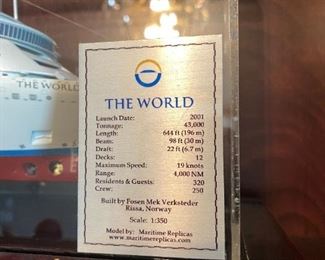 THE WORLD
THE WORLD
Launch Date: 2001
Tonnage: 43,000
Length: 644 ft (196 m)
Beam: 98 ft (30 m)
Draft: 22 ft (6.7 m)
Decks: 12
Maximum Speed: 19 knots
Range: 4,000 NM
Residents & Guests: 320
Crew: 250
Built by Fosen Mek Verksteder
Rissa, Norway
Scale: 1:350
Model by: Maritime Replicas
www.maritimereplicas.com